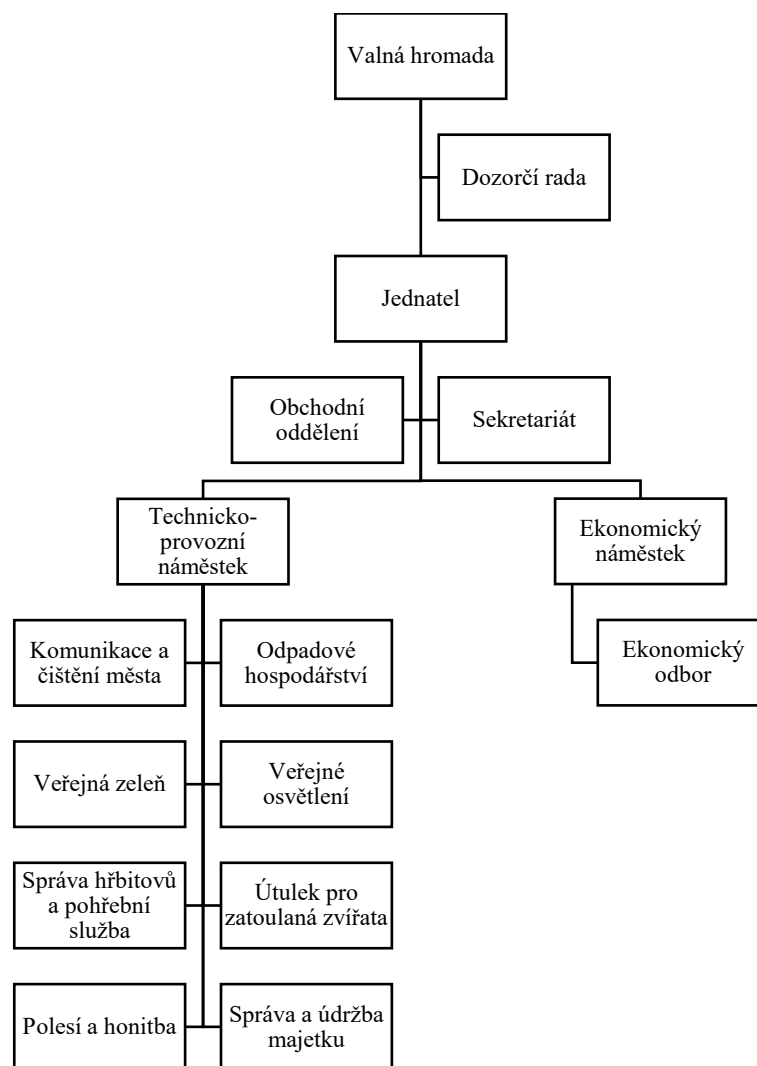 Valná hromada
Dozorčí rada
Jednatel
Obchodní
oddělení
Sekretariát
Technicko-
provozní
náměstek
Ekonomický
náměstek
Komunikace a
čištění města
Odpadové
hospodářství
Ekonomický
odbor
Veřejná zeleň
Veřejné
osvětlení
Správa hřbitovů
a pohřební
služba
Útulek pro
zatoulaná zvířata
Polesí a honitba
Správa a údržba
majetku